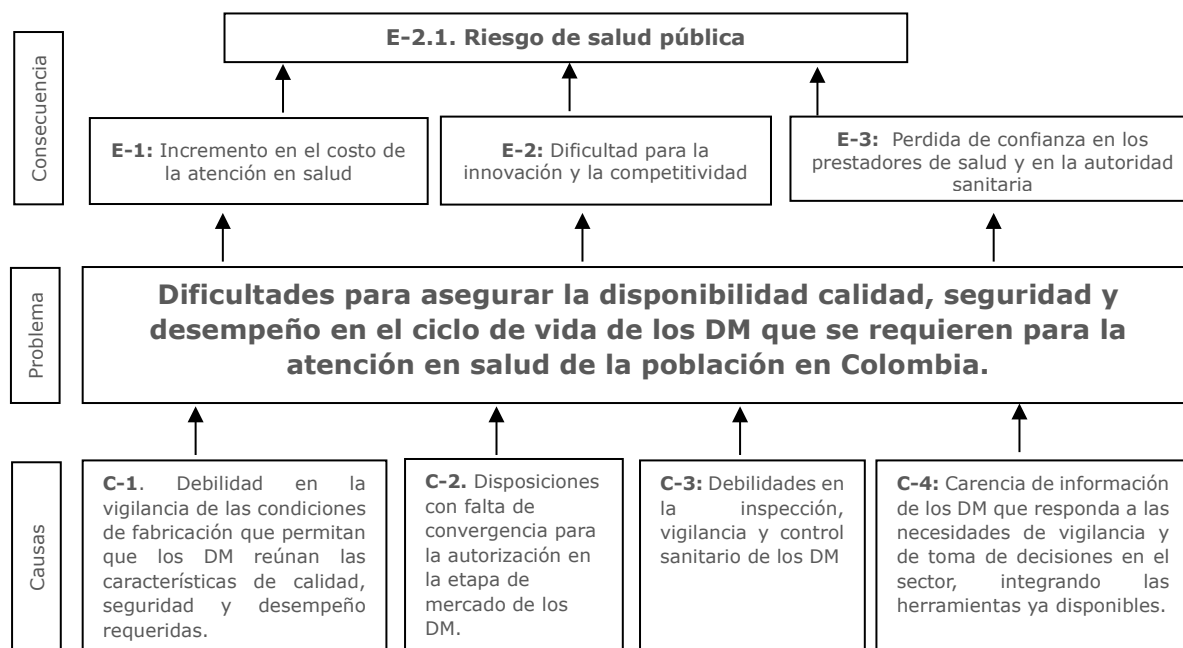 Consecuencia
E-2.1. Riesgo de salud pública
E-1: Incremento en el costo de
la atención en salud
E-2: Dificultad para la
innovación y la competitividad
E-3: Perdida de confianza en los
prestadores de salud y en la autoridad
sanitaria
Problema
Dificultades para asegurar la disponibilidad calidad, seguridad y
desempeño en el ciclo de vida de los DM que se requieren para la
atención en salud de la población en Colombia.
Causas
C-1. Debilidad en la
vigilancia de las condiciones
de fabricación que permitan
que los DM reúnan las
características de calidad,
seguridad y desempeño
requeridas.
C-2. Disposiciones
con falta de
convergencia para
la autorización en
la etapa de
mercado de los
DM.
C-3: Debilidades en
la inspección,
vigilancia y control
sanitario de los DM
C-4: Carencia de información
de los DM que responda a las
necesidades de vigilancia y
de toma de decisiones en el
sector, integrando las
herramientas ya disponibles.